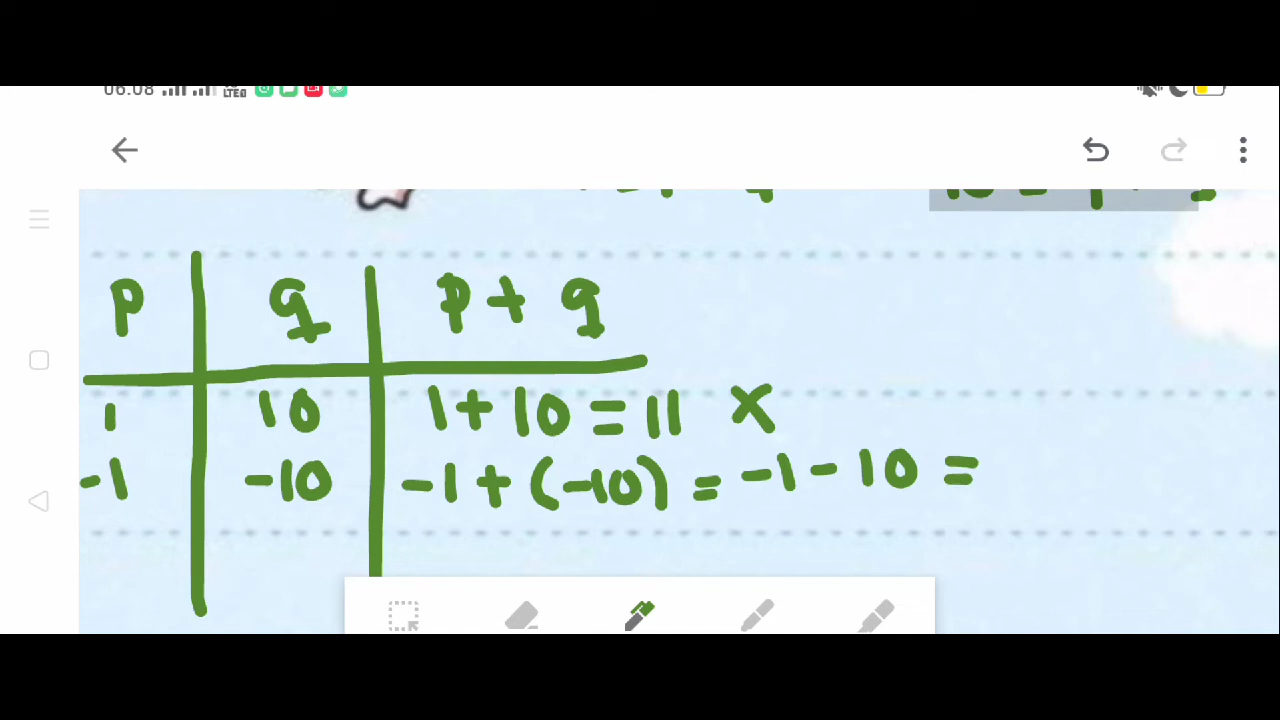 06.08
p q p + q
1 10 1 + 10 = 11 ×
-1 -10 -1 + (-10) = -1 - 10 =